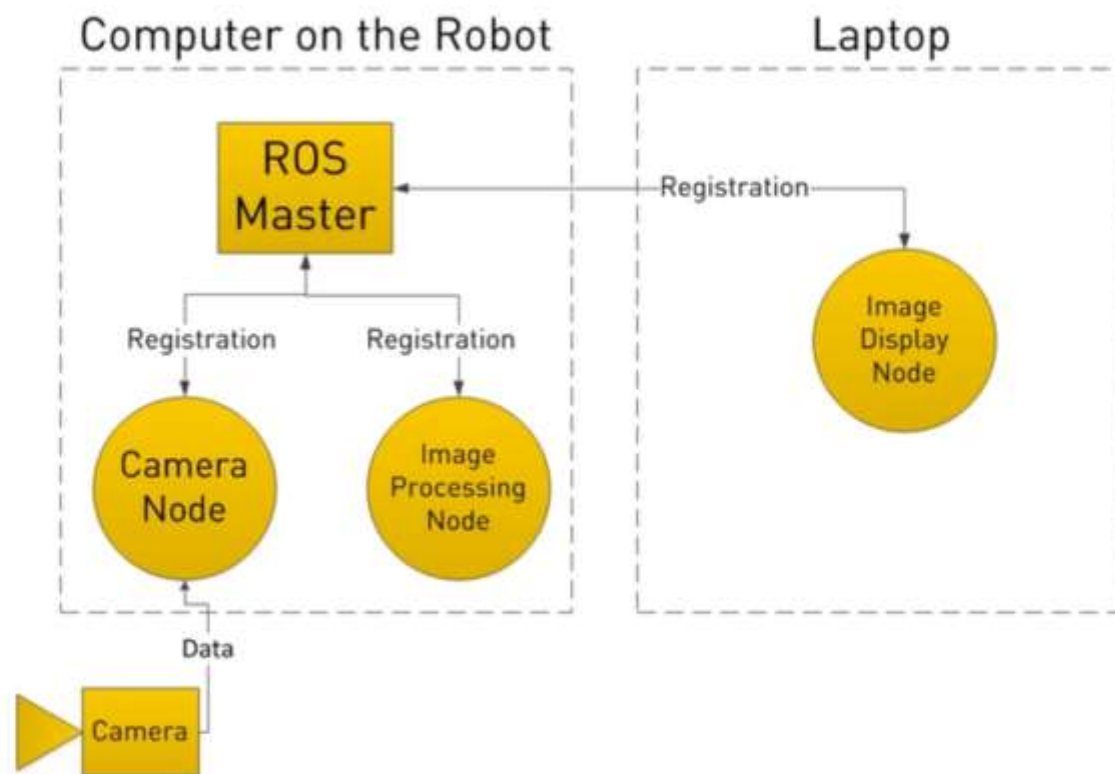 Computer on the Robot
Laptop
ROS
Master
Registration
Registration
Registration
Image
Display
Node
Camera
Node
Image
Processing
Node
Data
Camera